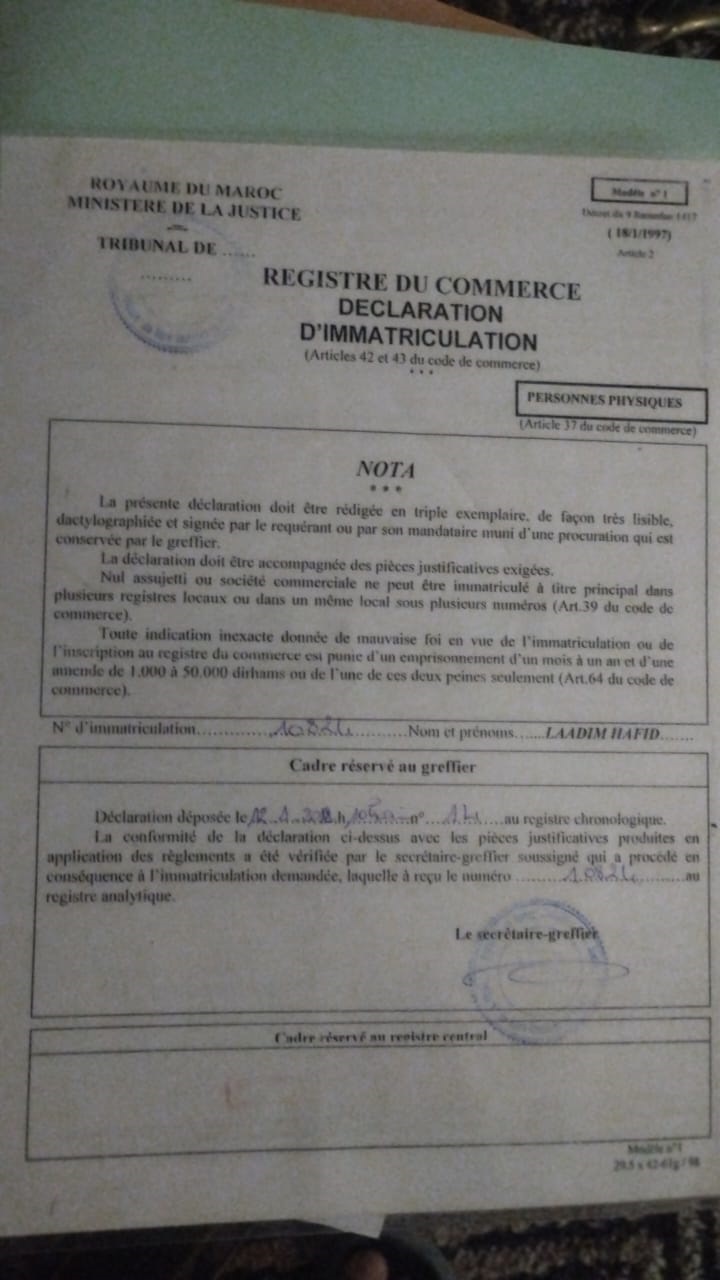 ROYAUME DU MAROC
MINISTERE DE LA JUSTICE
TRIBUNAL DE ......
.........
Modèle n° 1
( 18/1/1997)
Article 2
REGISTRE DU COMMERCE
DECLARATION
D'IMMATRICULATION
(Articles 42 et 43 du code de commerce)
* * *
PERSONNES PHYSIQUES
(Article 37 du code de commerce)
NOTA
* * *
La présente déclaration doit être rédigée en triple exemplaire, de façon très lisible,
dactylographiée et signée par le requérant ou par son mandataire muni d'une procuration qui est
conservée par le greffier.
La déclaration doit être accompagnée des pièces justificatives exigées.
Nul assujetti ou société commerciale ne peut être immatriculé à titre principal dans
plusieurs registres locaux ou dans un même local sous plusieurs numéros (Art.39 du code de
commerce).
Toute indication inexacte donnée de mauvaise foi en vue de l'immatriculation ou de
l'inscription au registre du commerce est punie d'un emprisonnement d'un mois à un an et d'une
amende de 1.000 à 50.000 dirhams ou de l'une de ces deux peines seulement (Art.64 du code de
commerce).
N° d'immatriculation Nom et prénoms......LAADIM HAFID.......
Cadre réservé au greffier
Déclaration déposée le n° au registre chronologique.
La conformité de la déclaration ci-dessus avec les pièces justificatives produites en
application des règlements a été vérifiée par le secrétaire-greffier soussigné qui a procédé en
conséquence à l'immatriculation demandée, laquelle à reçu le numéro au
registre analytique.
Le secrétaire-greffier
Cadre réservé au registre central
Modèle n°1